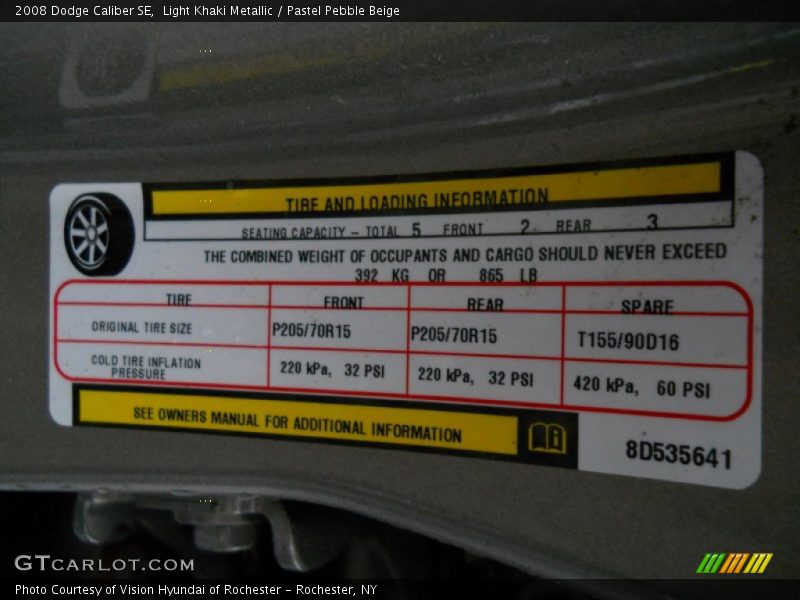 2008 Dodge Caliber SE,  Light Khaki Metallic / Pastel Pebble Beige
TIRE AND LOADING INFORMATION
SEATING CAPACITY - TOTAL 5 FRONT 2 REAR 3
THE COMBINED WEIGHT OF OCCUPANTS AND CARGO SHOULD NEVER EXCEED
392 KG OR 865 LB
TIRE FRONT REAR SPARE
ORIGINAL TIRE SIZE P205/70R15 P205/70R15 T155/90D16
COLD TIRE INFLATION
PRESSURE 220 kPa, 32 PSI 220 kPa, 32 PSI 420 kPa, 60 PSI
SEE OWNERS MANUAL FOR ADDITIONAL INFORMATION
8D535641
GTCARLOT.COM
Photo Courtesy of Vision Hyundai of Rochester - Rochester, NY